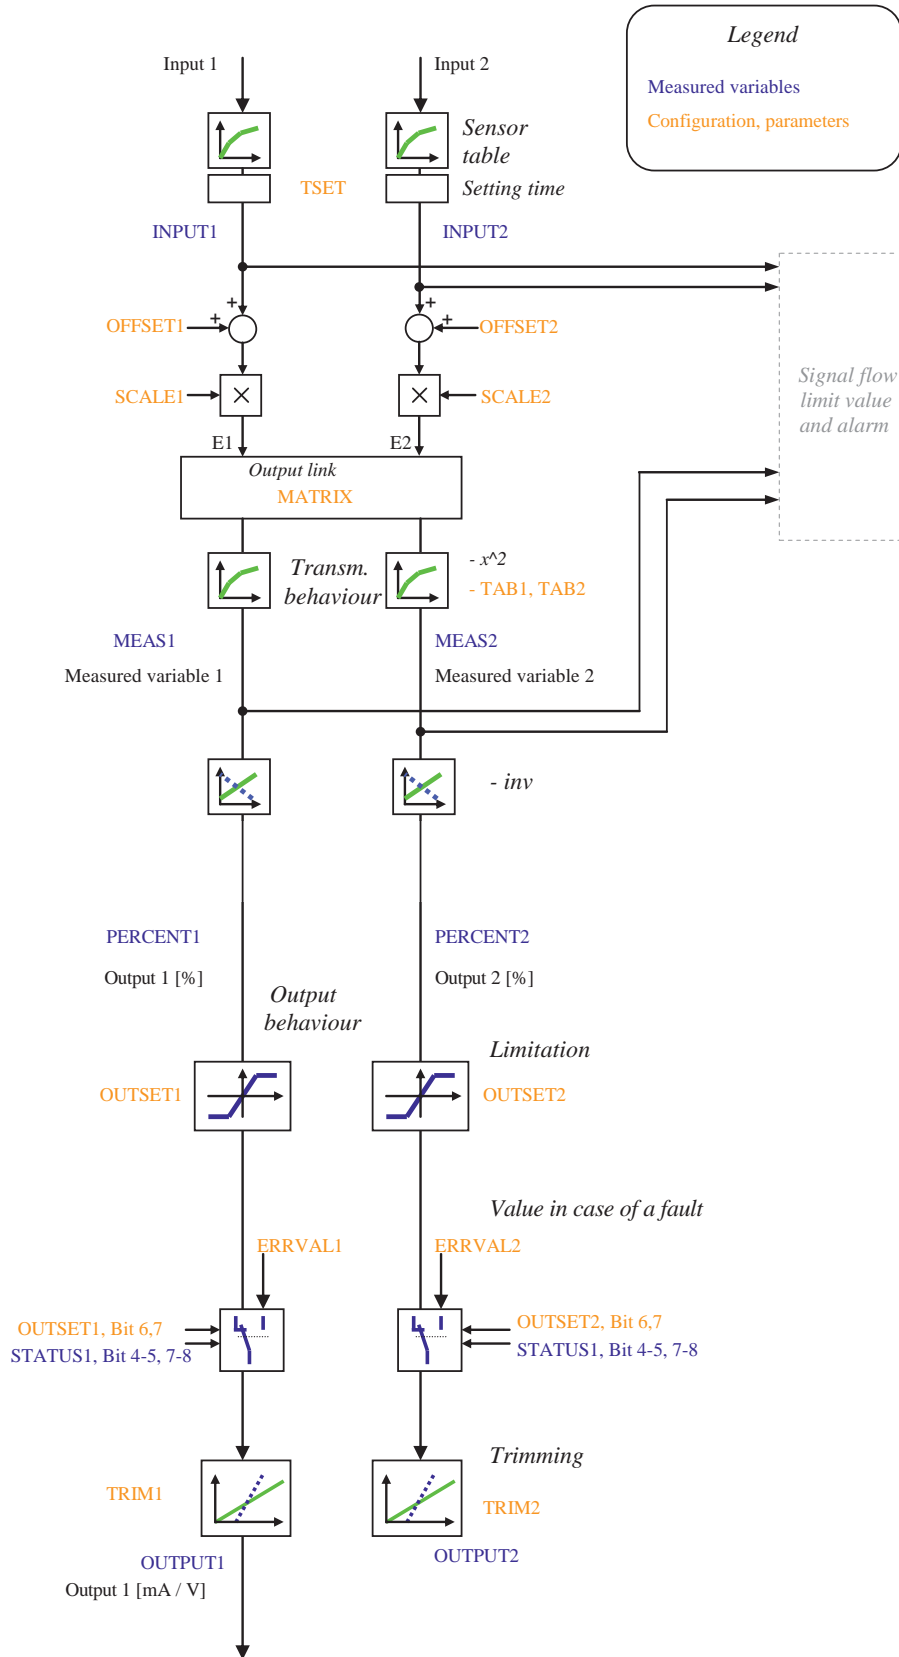 Legend
Measured variables
Configuration, parameters
Input 1
Input 2
Sensor
table
TSET
Setting time
INPUT1
INPUT2
+
+
+
+
OFFSET1
OFFSET2
SCALE1
×
×
SCALE2
Signal flow
limit value
and alarm
E1
E2
Output link
MATRIX
Transm.
behaviour
- x^2
- TAB1, TAB2
MEAS1
MEAS2
Measured variable 1
Measured variable 2
- inv
PERCENT1
PERCENT2
Output 1 [%]
Output 2 [%]
Output
behaviour
Limitation
OUTSET1
OUTSET2
Value in case of a fault
ERRVAL1
ERRVAL2
OUTSET1, Bit 6,7
OUTSET2, Bit 6,7
STATUS1, Bit 4-5, 7-8
STATUS1, Bit 4-5, 7-8
Trimming
TRIM1
TRIM2
OUTPUT1
OUTPUT2
Output 1 [mA / V]